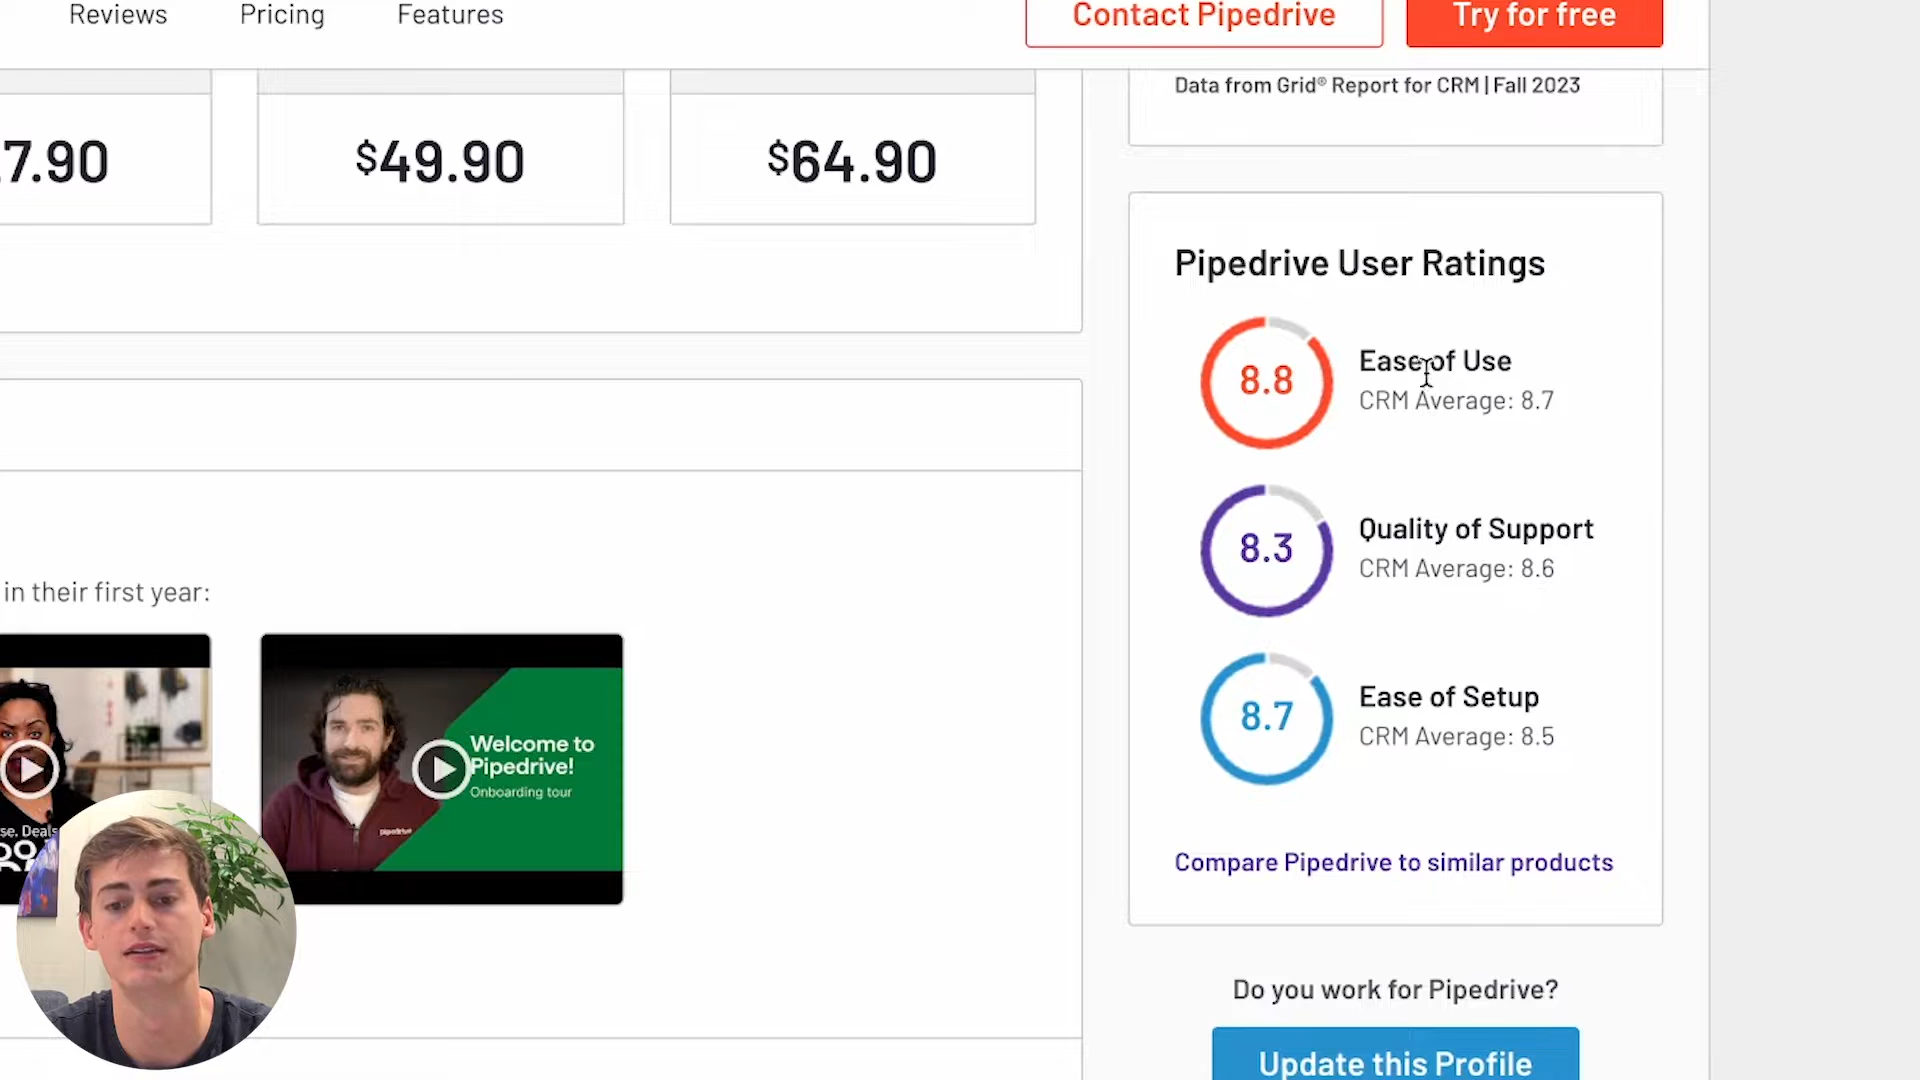 Reviews
Pricing
Features
Contact Pipedrive
Try for free
Data from Grid® Report for CRM | Fall 2023
7.90
$49.90
$64.90
Pipedrive User Ratings
8.8
Ease of Use
CRM Average: 8.7
8.3
Quality of Support
CRM Average: 8.6
8.7
Ease of Setup
CRM Average: 8.5
Compare Pipedrive to similar products
in their first year:
Welcome to
Pipedrive!
Onboarding tour
pipedrive
se. Deals
Do you work for Pipedrive?
Update this Profile